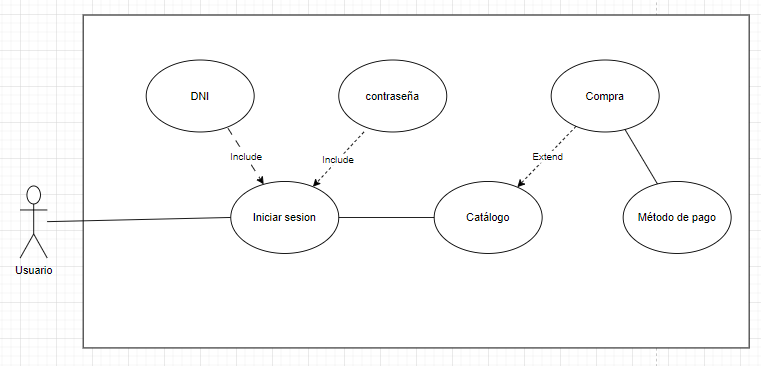 DNI
contraseña
Compra
Include
Include
Extend
Iniciar sesion
Catálogo
Método de pago
Usuario